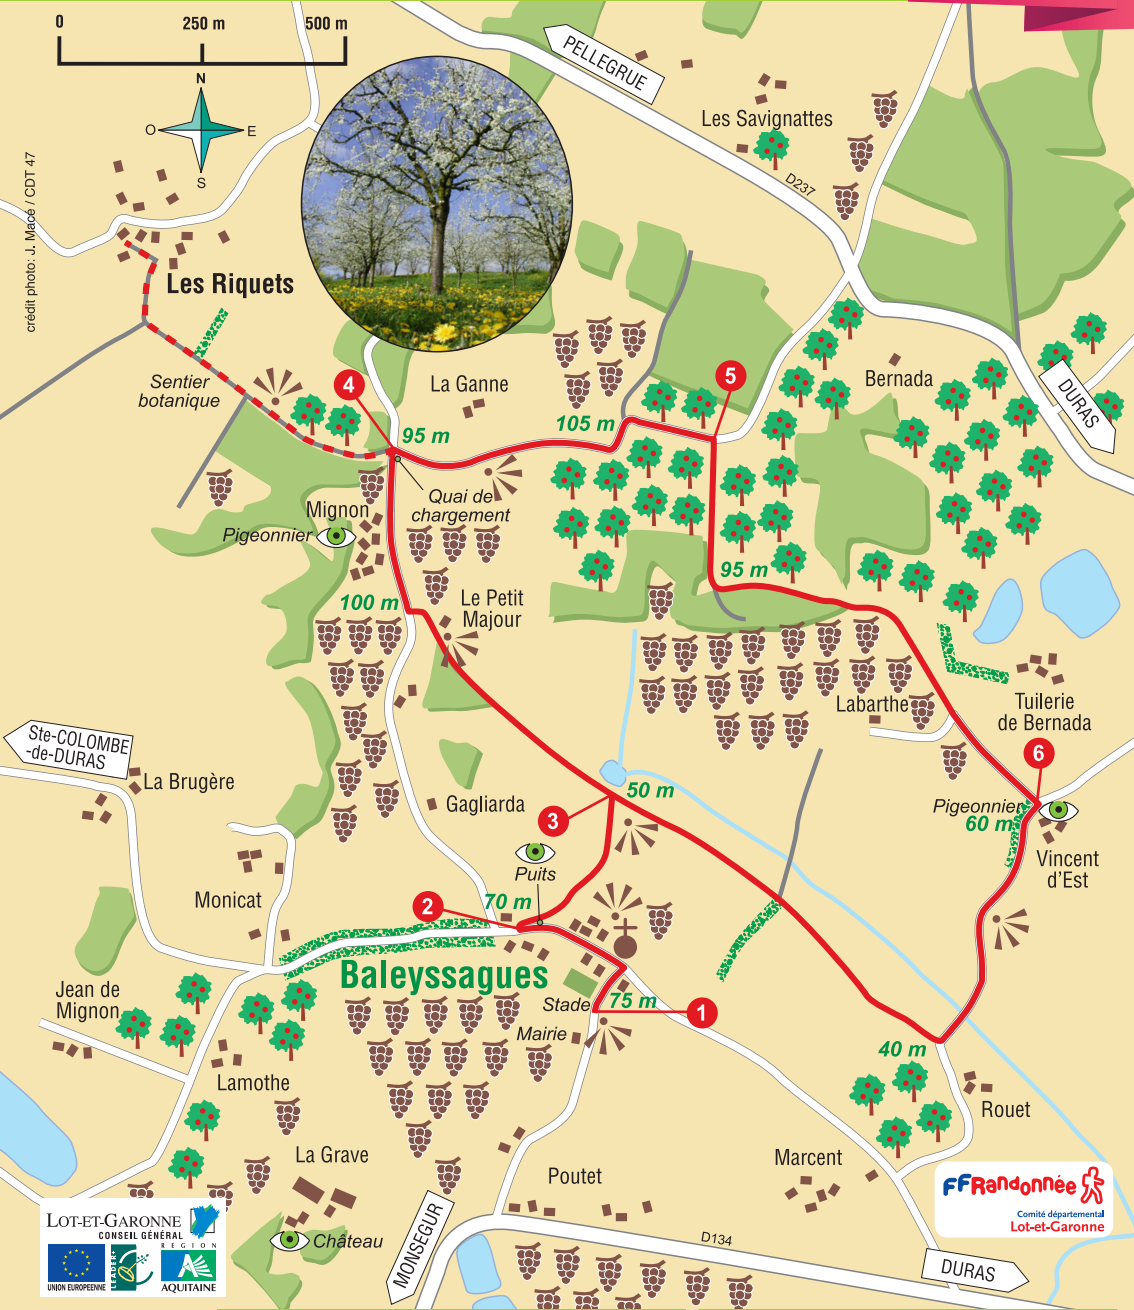 0
250 m
500 m
N
O
E
S
crédit photo: J. Mace / CDT 47
PELLEGRUE
Les Savignattes
D237
Les Riquets
Sentier
botanique
4
La Ganne
5
Bernada
DURAS
95 m
105 m
Quai de
chargement
Mignon
Pigeonnier
95 m
100 m
Le Petit
Majour
Labarthe
Tuilerie
de Bernada
Ste-COLOMBE
-de-DURAS
6
La Brugère
50 m
Gagliarda
3
Pigeonnier
60 m
Vincent
d'Est
Puits
Monicat
2
70 m
Baleyssagues
Jean de
Mignon
Stade
75 m
1
Mairie
40 m
Lamothe
Rouet
La Grave
Marcent
Poutet
Château
MONSEGUR
D134
DURAS
LOT-ET-GARONNE
CONSEIL GÉNÉRAL
REGION
UNION EUROPEENNE
LEADER+
AQUITAINE
FFRandonnée
Comité départemental
Lot-et-Garonne